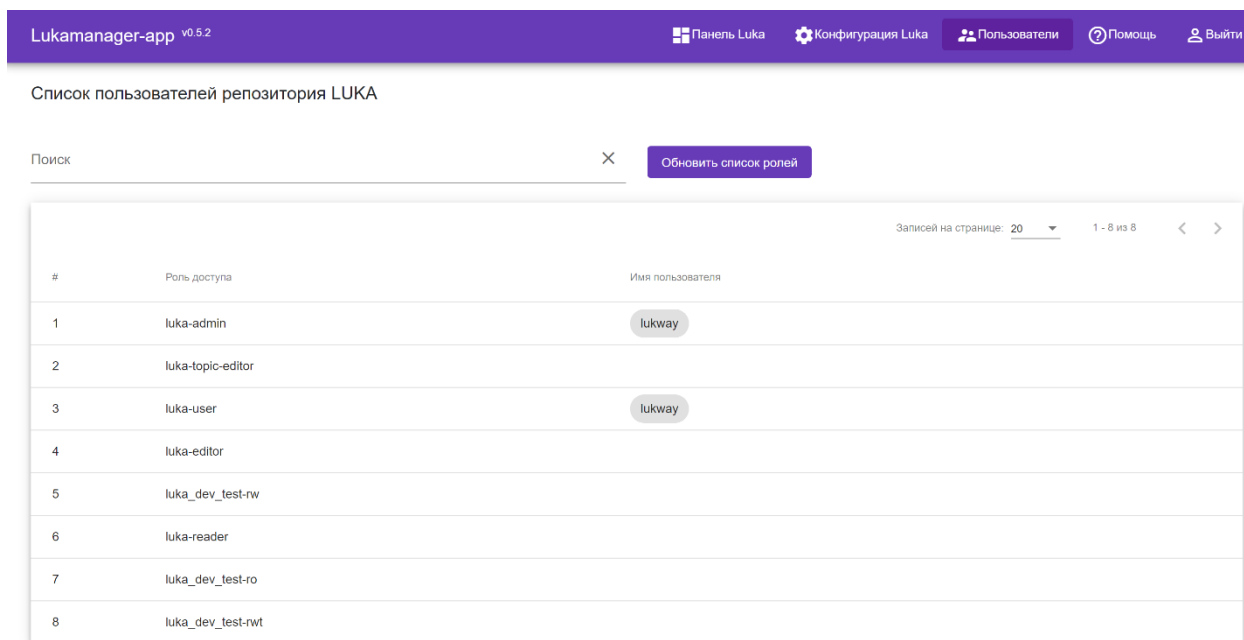 Lukamanager-app v0.5.2 Панель Luka Конфигурация Luka Пользователи Помощь Выйти
Список пользователей репозитория LUKA
Поиск Обновить список ролей
Записей на странице: 20 1 - 8 из 8
# Роль доступа Имя пользователя
1 luka-admin lukway
2 luka-topic-editor
3 luka-user lukway
4 luka-editor
5 luka_dev_test-rw
6 luka-reader
7 luka_dev_test-ro
8 luka_dev_test-rwt